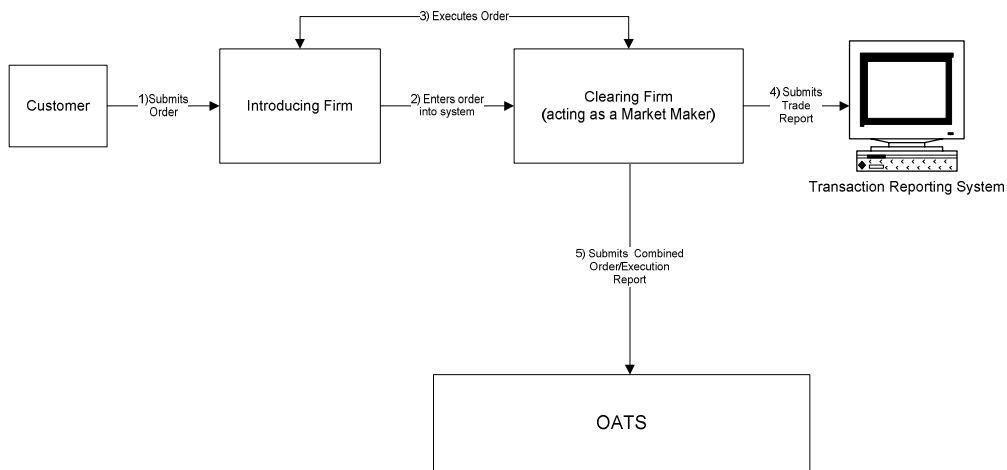 3) Executes Order
Customer
1)Submits
Order
Introducing Firm
2) Enters order
into system
Clearing Firm
(acting as a Market Maker)
4) Submits
Trade
Report
Transaction Reporting System
5) Submits Combined
Order/Execution
Report
OATS